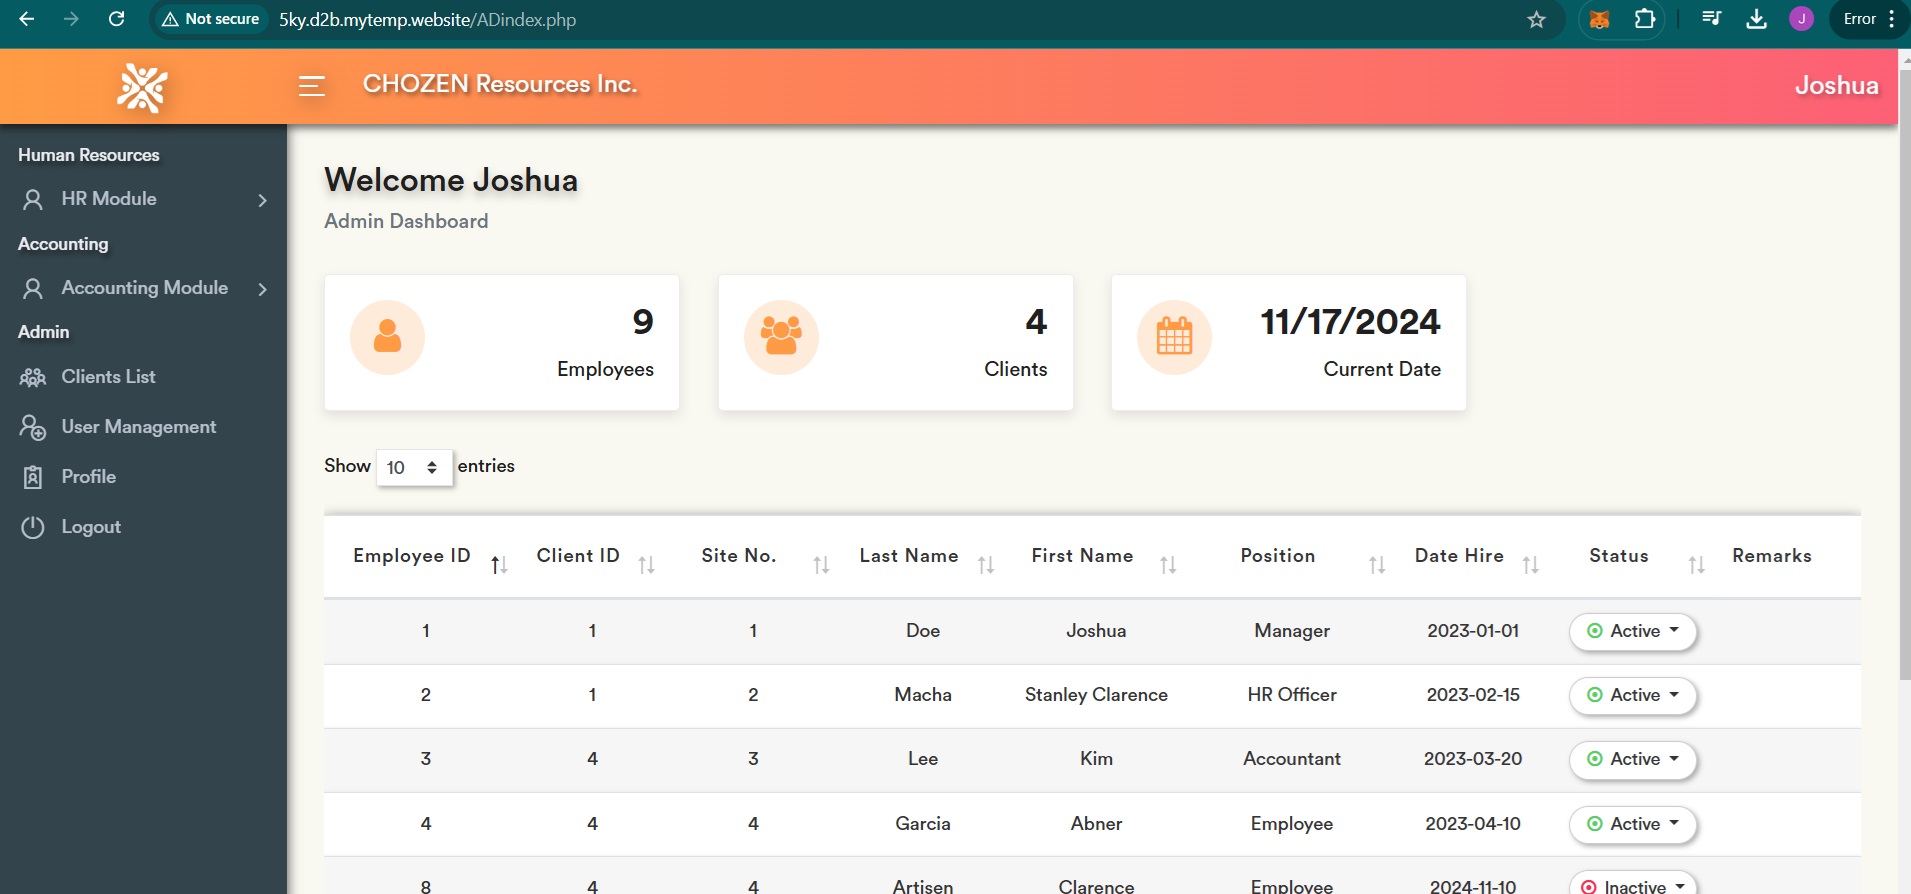 Not secure 5ky.d2b.mytemp.website/ADindex.php J Error
CHOZEN Resources Inc. Joshua
Human Resources
HR Module
Accounting
Accounting Module
Admin
Clients List
User Management
Profile
Logout
Welcome Joshua
Admin Dashboard
9
Employees
4
Clients
11/17/2024
Current Date
Show 10 entries
Employee ID Client ID Site No. Last Name First Name Position Date Hire Status Remarks
1 1 1 Doe Joshua Manager 2023-01-01 Active
2 1 2 Macha Stanley Clarence HR Officer 2023-02-15 Active
3 4 3 Lee Kim Accountant 2023-03-20 Active
4 4 4 Garcia Abner Employee 2023-04-10 Active
8 4 4 Artisen Clarence Employee 2024-11-10 Inactive